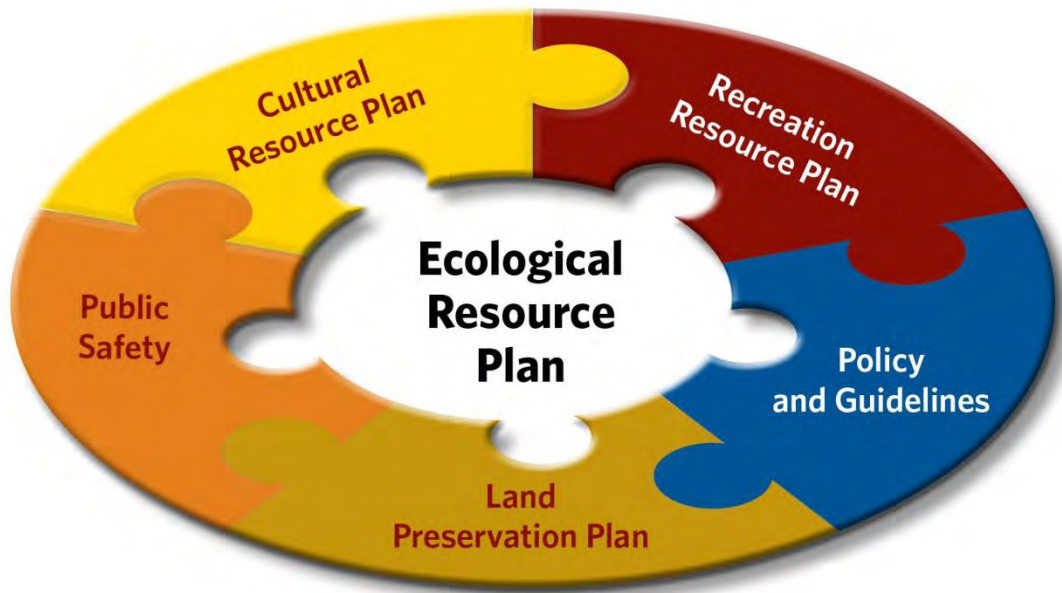 Cultural
Resource Plan
Recreation
Resource Plan
Ecological
Resource
Plan
Public
Safety
Policy
and Guidelines
Land
Preservation Plan